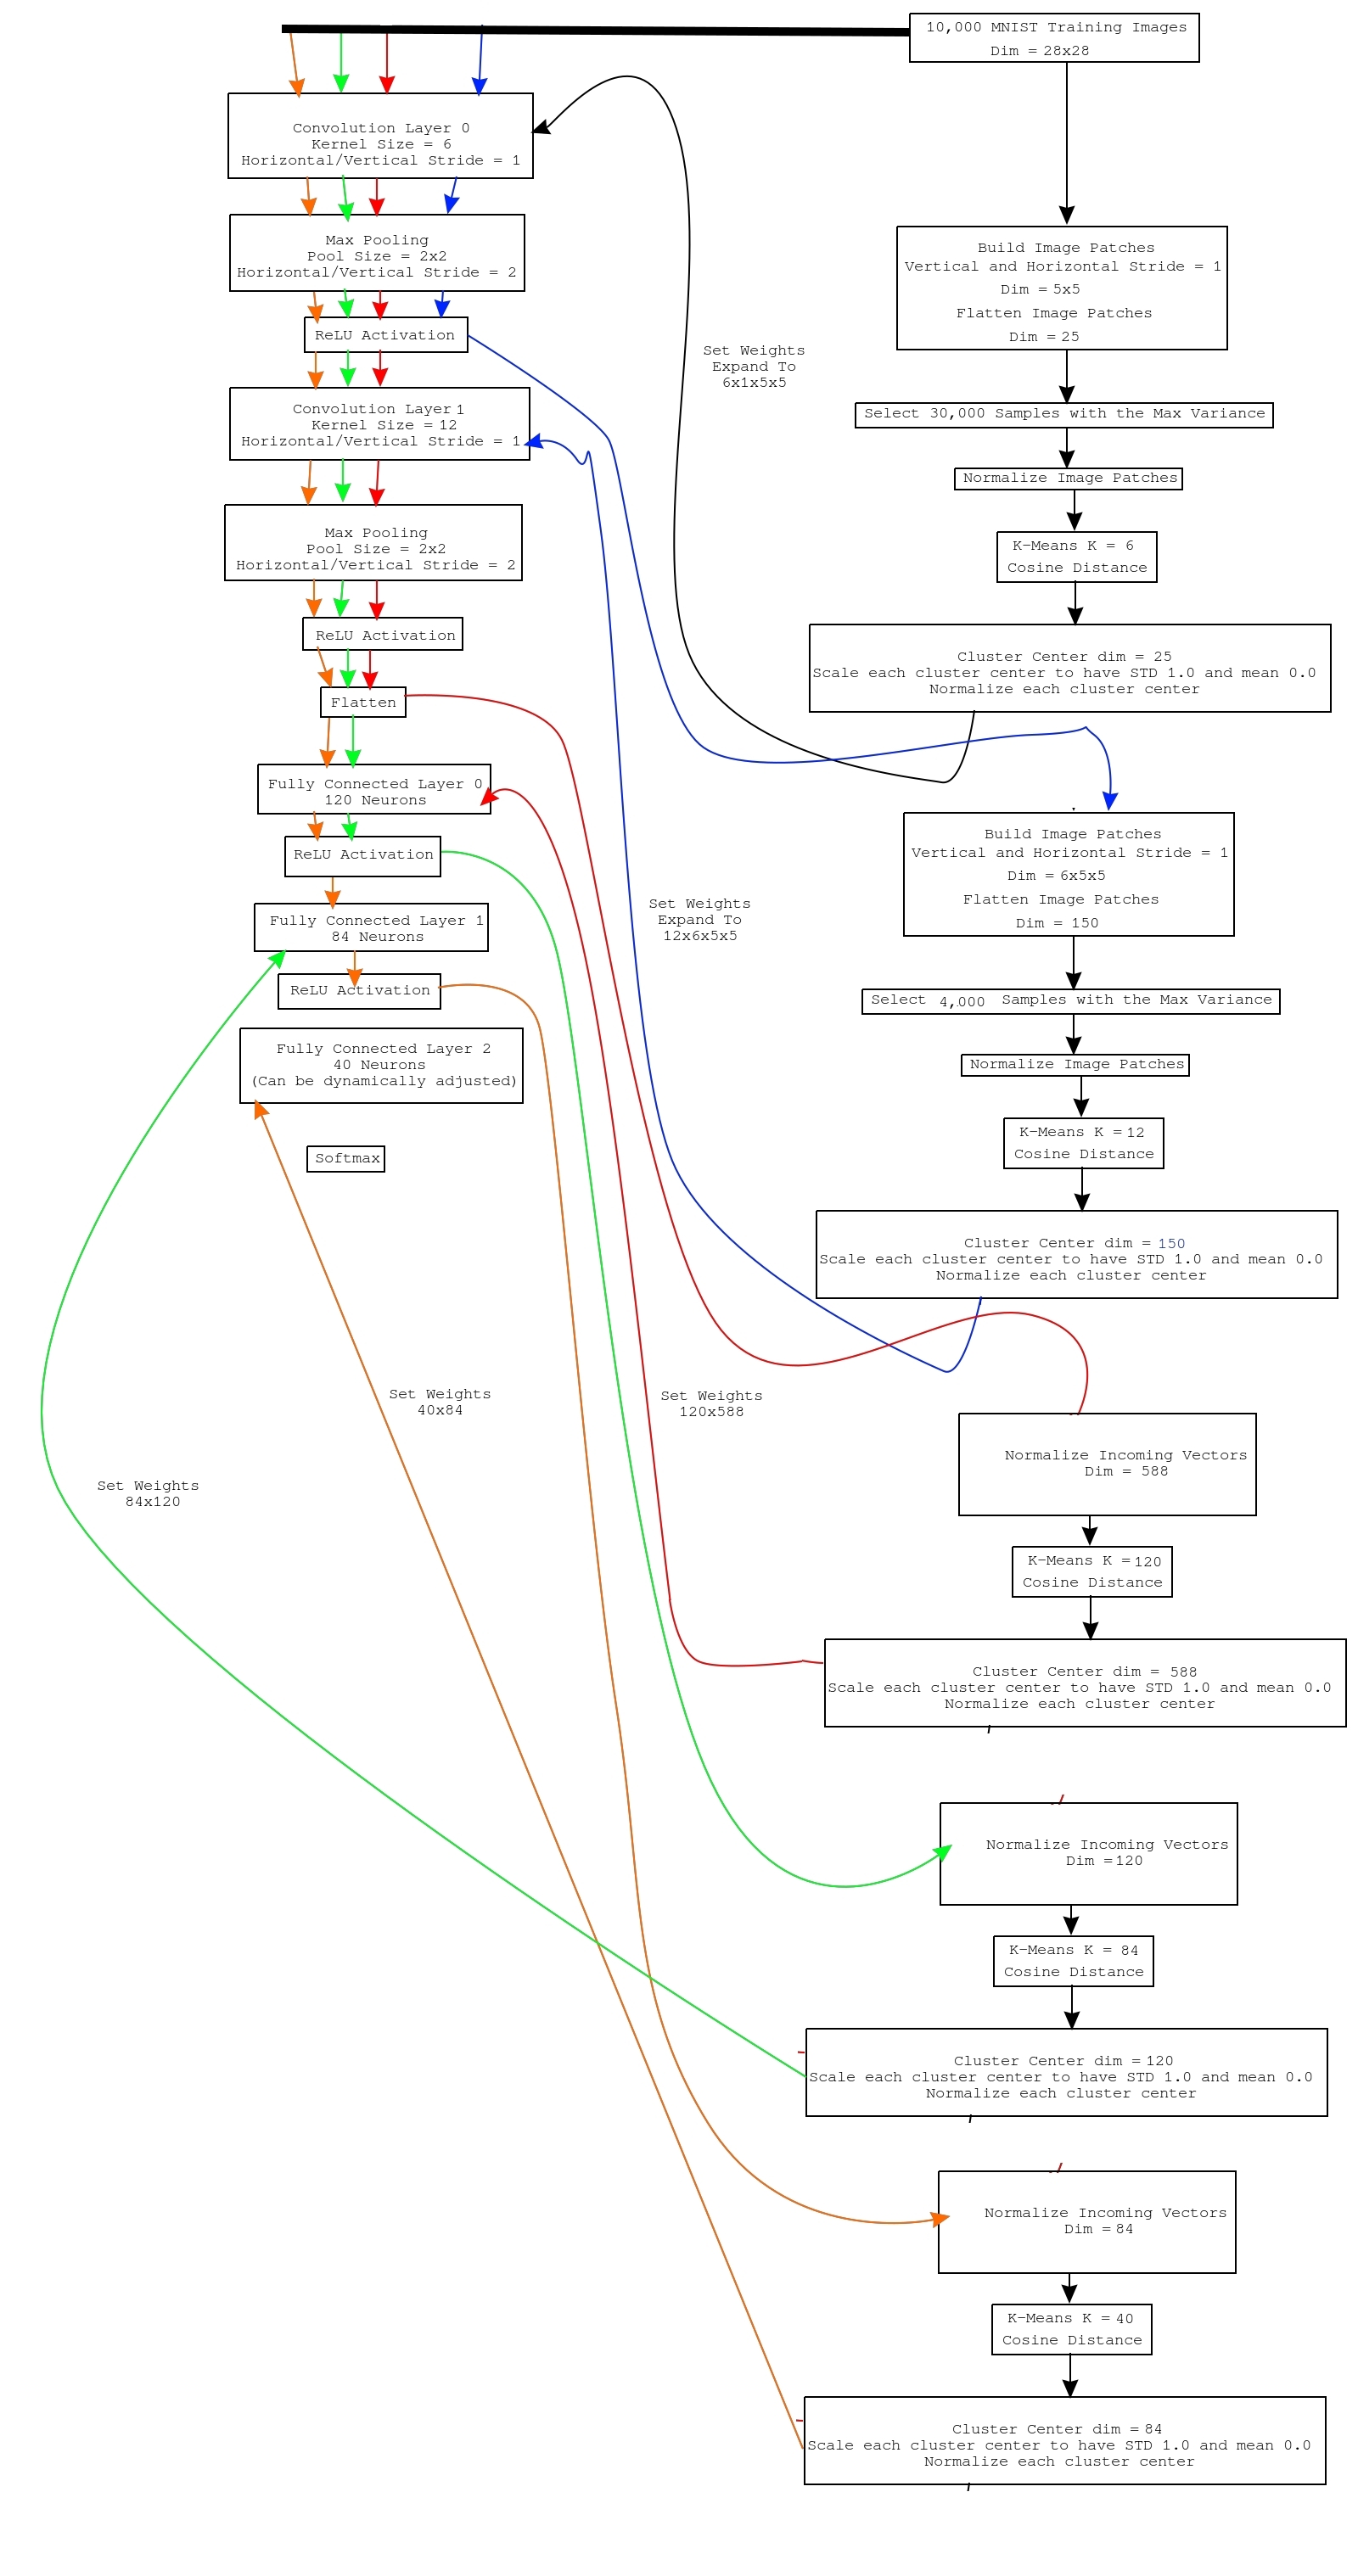 10,000 MNIST Training Images
Dim = 28x28
Convolution Layer 0
Kernel Size = 6
Horizontal/Vertical Stride = 1
Max Pooling
Pool Size = 2x2
Horizontal/Vertical Stride = 2
ReLU Activation
Convolution Layer 1
Kernel Size = 12
Horizontal/Vertical Stride = 1
Max Pooling
Pool Size = 2x2
Horizontal/Vertical Stride = 2
ReLU Activation
Flatten
Fully Connected Layer 0
120 Neurons
ReLU Activation
Fully Connected Layer 1
84 Neurons
ReLU Activation
Fully Connected Layer 2
40 Neurons
(Can be dynamically adjusted)
Softmax
Set Weights
Expand To
6x1x5x5
Set Weights
Expand To
12x6x5x5
Set Weights
40x84
Set Weights
120x588
Set Weights
84x120
Build Image Patches
Vertical and Horizontal Stride = 1
Dim = 5x5
Flatten Image Patches
Dim = 25
Select 30,000 Samples with the Max Variance
Normalize Image Patches
K-Means K = 6
Cosine Distance
Cluster Center dim = 25
Scale each cluster center to have STD 1.0 and mean 0.0
Normalize each cluster center
Build Image Patches
Vertical and Horizontal Stride = 1
Dim = 6x5x5
Flatten Image Patches
Dim = 150
Select 4,000 Samples with the Max Variance
Normalize Image Patches
K-Means K = 12
Cosine Distance
Cluster Center dim = 150
Scale each cluster center to have STD 1.0 and mean 0.0
Normalize each cluster center
Normalize Incoming Vectors
Dim = 588
K-Means K = 120
Cosine Distance
Cluster Center dim = 588
Scale each cluster center to have STD 1.0 and mean 0.0
Normalize each cluster center
Normalize Incoming Vectors
Dim = 120
K-Means K = 84
Cosine Distance
Cluster Center dim = 120
Scale each cluster center to have STD 1.0 and mean 0.0
Normalize each cluster center
Normalize Incoming Vectors
Dim = 84
K-Means K = 40
Cosine Distance
Cluster Center dim = 84
Scale each cluster center to have STD 1.0 and mean 0.0
Normalize each cluster center